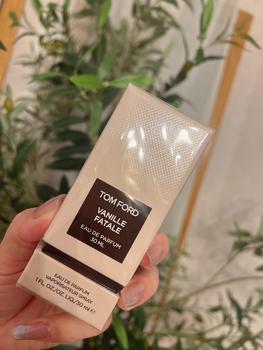 TOM FORD
VANILLE
FATALE
EAU DE PARFUM
30 ML
EAU DE PARFUM
VAPORISATEUR SPRAY
1 FL.OZ/OZ.LIQ/30 ml e